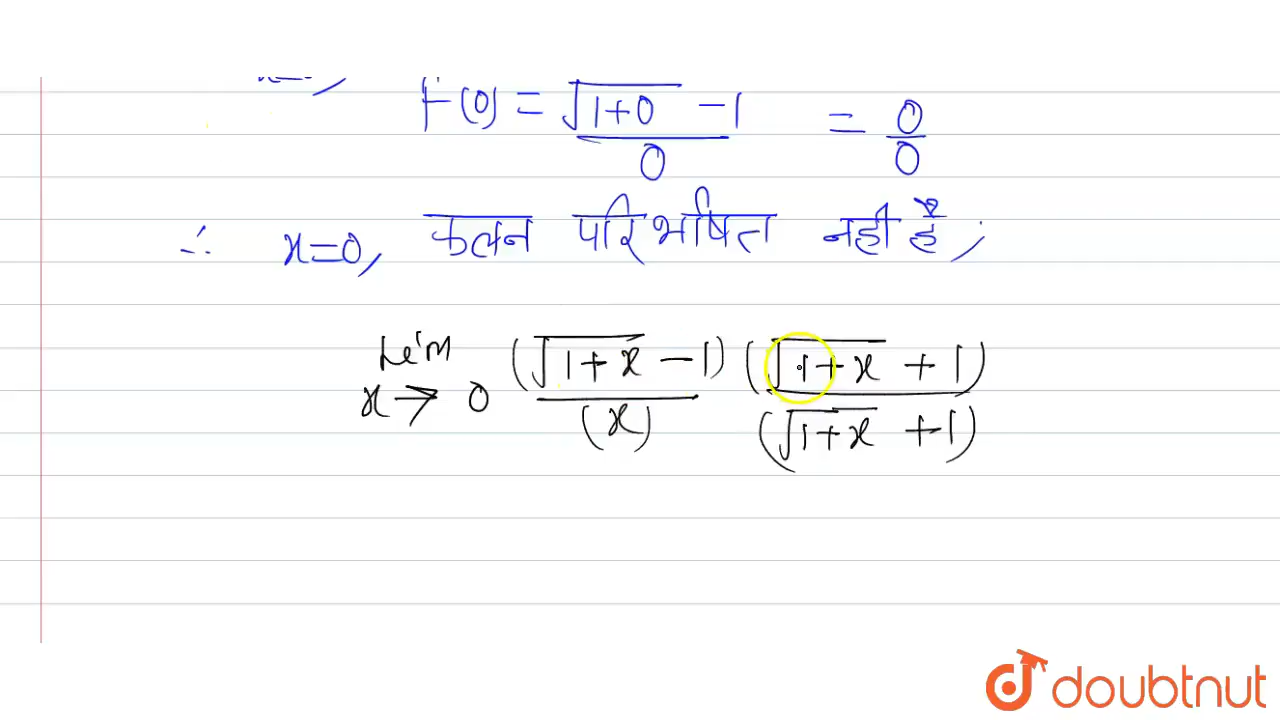 F(0) = √(1+0) - 1 / 0 = 0/0
∴ x=0, फलन परिभाषित नहीं है;
Lim x→0 (√(1+x) - 1) / (x) (√(1+x) + 1) / (√(1+x) + 1)
doubtnut